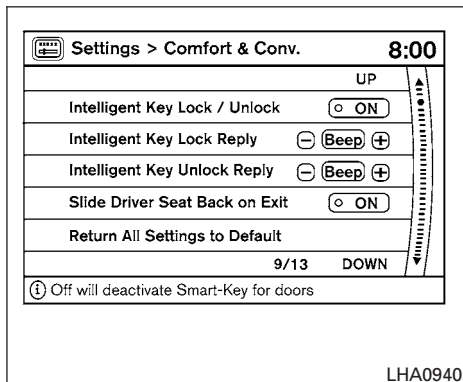 Settings > Comfort & Conv. 8:00
UP
Intelligent Key Lock / Unlock ON
Intelligent Key Lock Reply − Beep +
Intelligent Key Unlock Reply − Beep +
Slide Driver Seat Back on Exit ON
Return All Settings to Default
9/13 DOWN
i Off will deactivate Smart-Key for doors
LHA0940